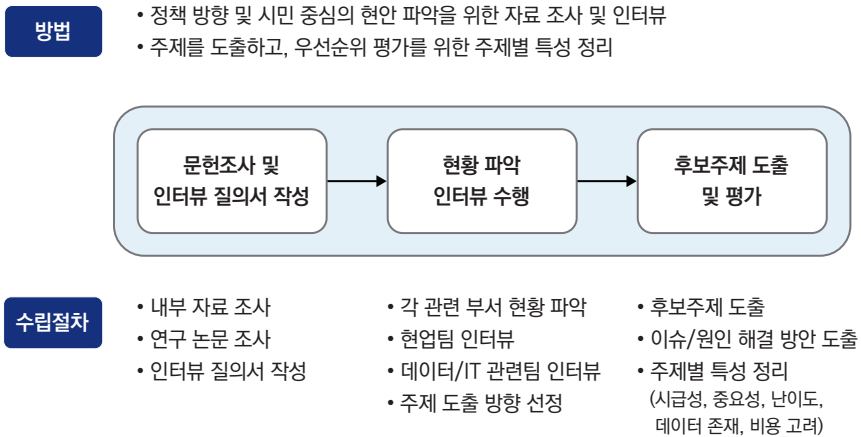 방법
• 정책 방향 및 시민 중심의 현안 파악을 위한 자료 조사 및 인터뷰
• 주제를 도출하고, 우선순위 평가를 위한 주제별 특성 정리
문헌조사 및
인터뷰 질의서 작성
현황 파악
인터뷰 수행
후보주제 도출
및 평가
수립절차
• 내부 자료 조사
• 연구 논문 조사
• 인터뷰 질의서 작성
• 각 관련 부서 현황 파악
• 현업팀 인터뷰
• 데이터/IT 관련팀 인터뷰
• 주제 도출 방향 선정
• 후보주제 도출
• 이슈/원인 해결 방안 도출
• 주제별 특성 정리
(시급성, 중요성, 난이도,
데이터 존재, 비용 고려)